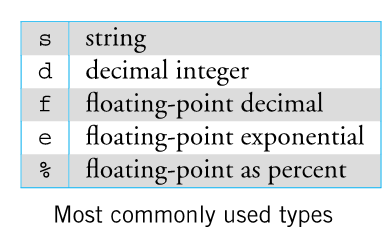 s string
d decimal integer
f floating-point decimal
e floating-point exponential
% floating-point as percent
Most commonly used types